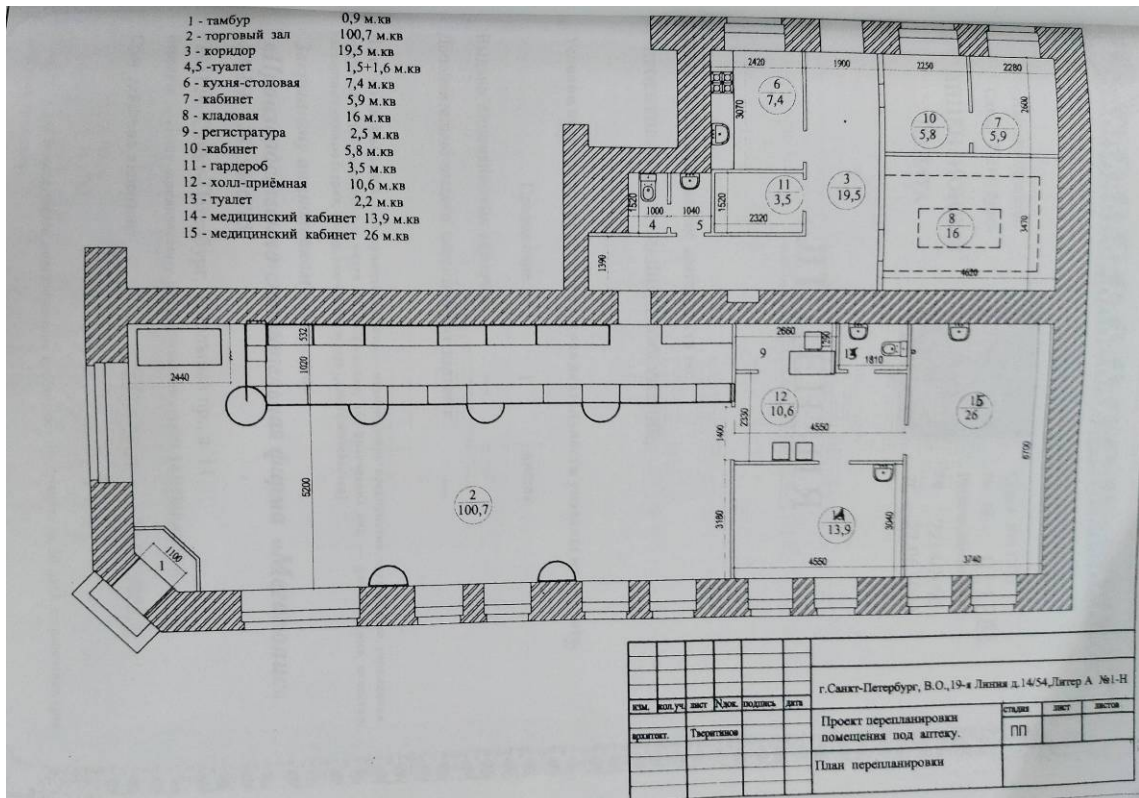 1 - тамбур 0,9 м.кв
2 - торговый зал 100,7 м.кв
3 - коридор 19,5 м.кв
4,5 -туалет 1,5+1,6 м.кв
6 - кухня-столовая 7,4 м.кв
7 - кабинет 5,9 м.кв
8 - кладовая 16 м.кв
9 - регистратура 2,5 м.кв
10 -кабинет 5,8 м.кв
11 - гардероб 3,5 м.кв
12 - холл-приёмная 10,6 м.кв
13 - туалет 2,2 м.кв
14 - медицинский кабинет 13,9 м.кв
15 - медицинский кабинет 26 м.кв
2420 1900 2250 2280
6
7,4
3070
2600
10
5,8
7
5,9
3
19,5
11
3,5
1520
1000 1040
1520
2320
4 5
8
16
3470
4620
1390
532
1020
2440
2660
1290
9
13
1810
12
10,6
2330
4550
1400
15
26
6700
5200
2
100,7
3180
13,9
3040
4550
3740
1100
1
г.Санкт-Петербург, В.О.,19-я Линия д.14/54,Литер А №1-Н
изм. кол.уч. лист Nдок. подпись дата
архитект. Тверитинов
Проект перепланировки
помещения под аптеку.
стадия лист листов
ПП
План перепланировки